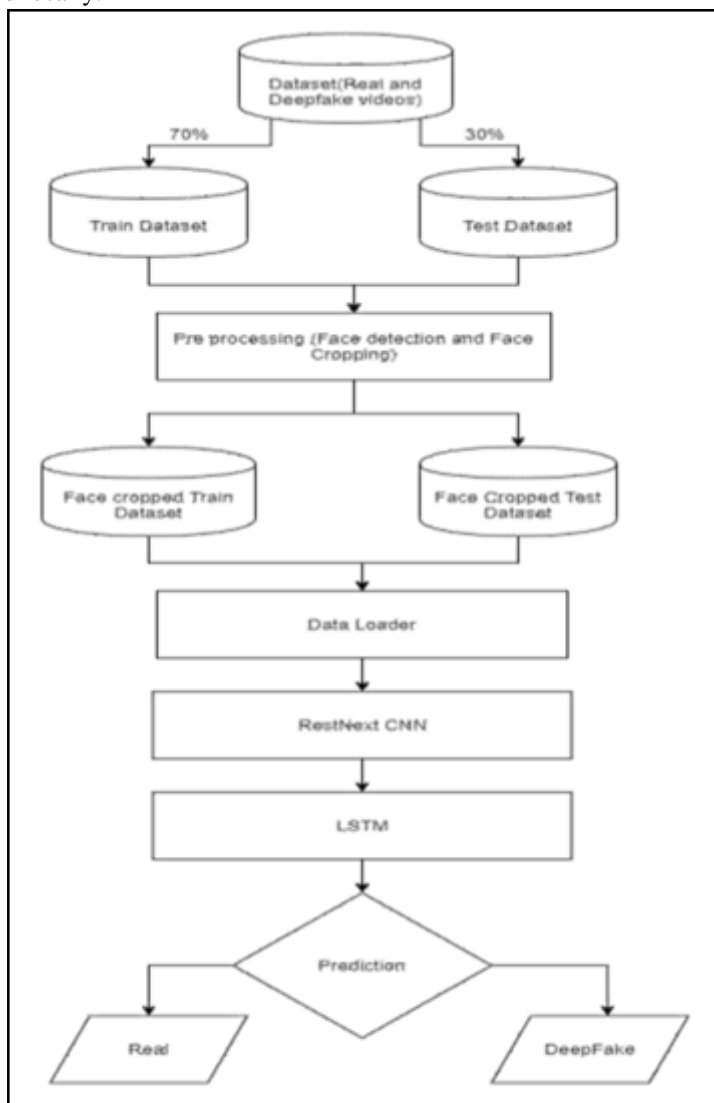 Dataset(Real and
Deepfake videos)
70%
30%
Train Dataset
Test Dataset
Pre processing (Face detection and Face
Cropping)
Face cropped Train
Dataset
Face Cropped Test
Dataset
Data Loader
RestNext CNN
LSTM
Prediction
Real
DeepFake